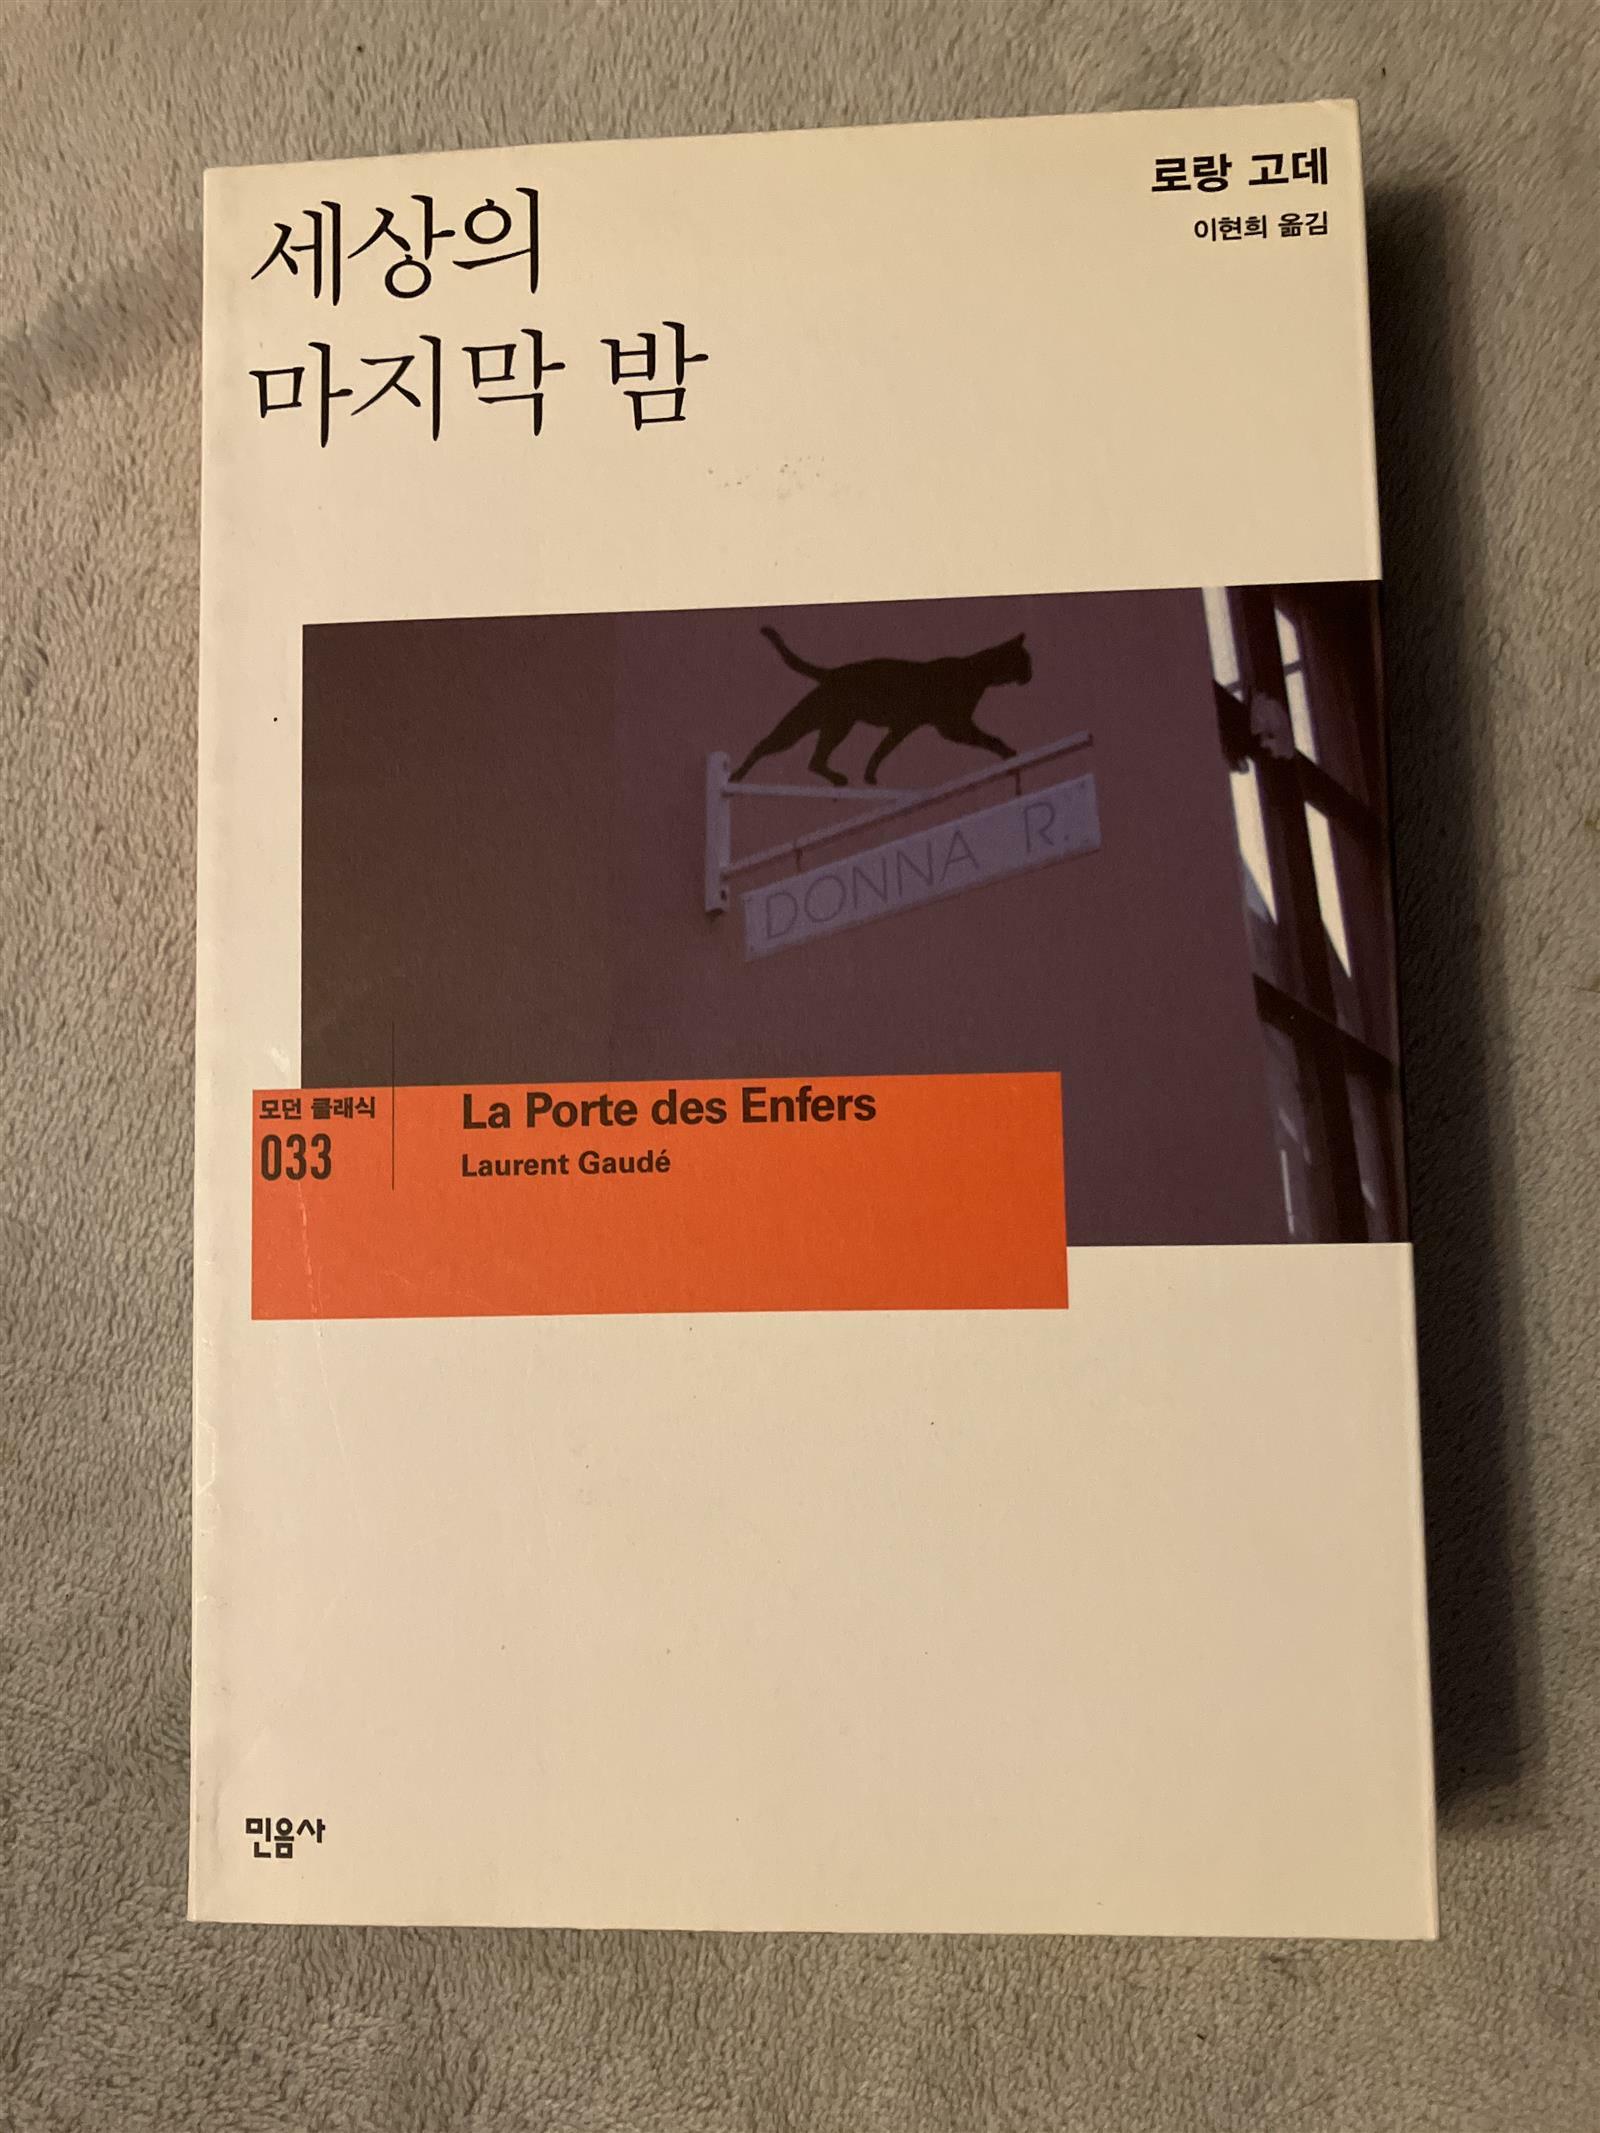 세상의
마지막 밤
로랑 고데
이현희 옮김
DONNA R.
모던 클래식
033
La Porte des Enfers
Laurent Gaudé
민음사